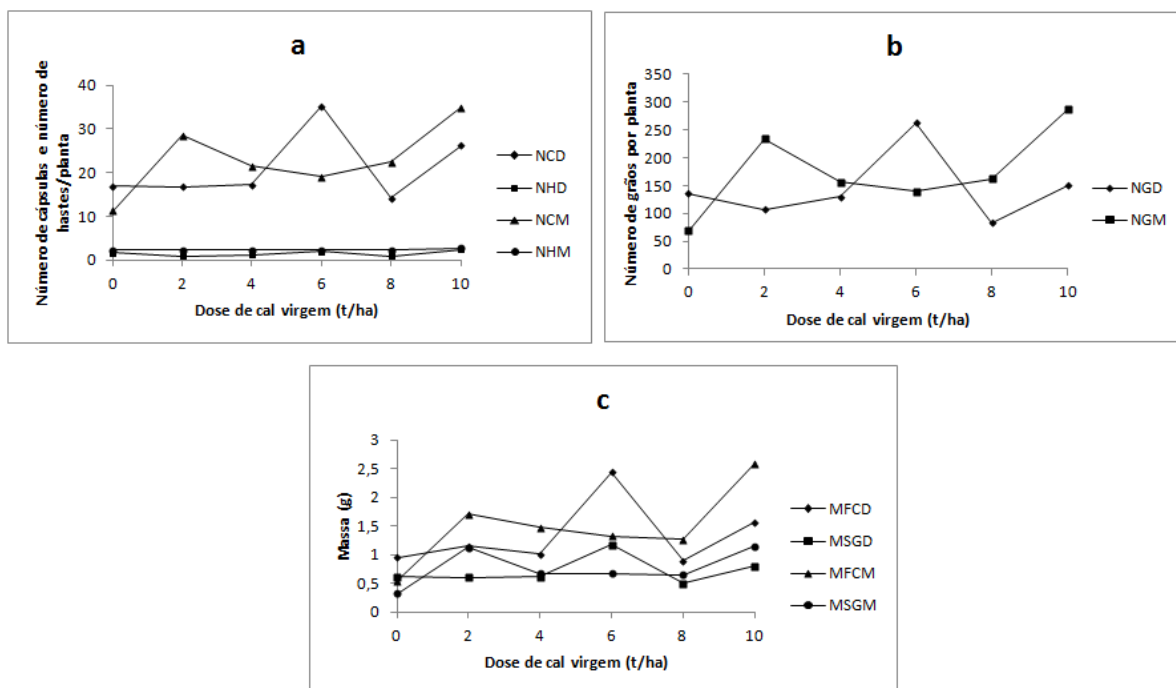 a
Número de cápsulas e número de
hastes/planta
40
30
20
10
0
0 2 4 6 8 10
Dose de cal virgem (t/ha)
NCD
NHD
NCM
NHM
b
Número de grãos por planta
350
300
250
200
150
100
50
0
0 2 4 6 8 10
Dose de cal virgem (t/ha)
NGD
NGM
c
Massa (g)
3
2,5
2
1,5
1
0,5
0
0 2 4 6 8 10
Dose de cal virgem (t/ha)
MFCD
MSGD
MFCM
MSGM